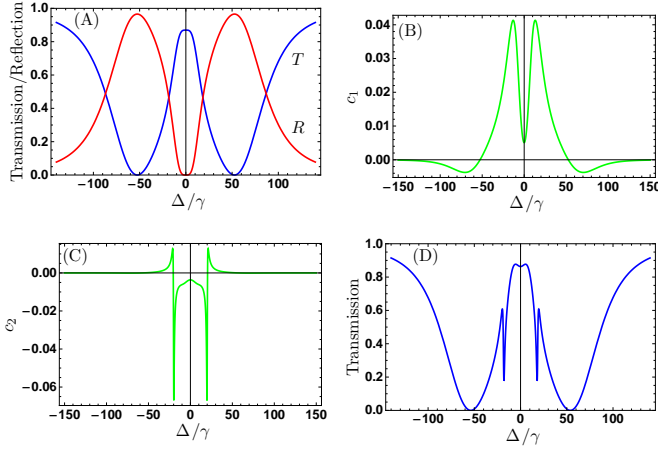 (A)
Transmission/Reflection
1.0
0.8
0.6
0.4
0.2
0.0
T
R
−100 −50 0 50 100
Δ/γ
(B)
c₁
0.04
0.03
0.02
0.01
0.00
−150 −100 −50 0 50 100 150
Δ/γ
(C)
c₂
0.00
−0.02
−0.04
−0.06
−150 −100 −50 0 50 100 150
Δ/γ
(D)
Transmission
1.0
0.8
0.6
0.4
0.2
0.0
−100 −50 0 50 100
Δ/γ